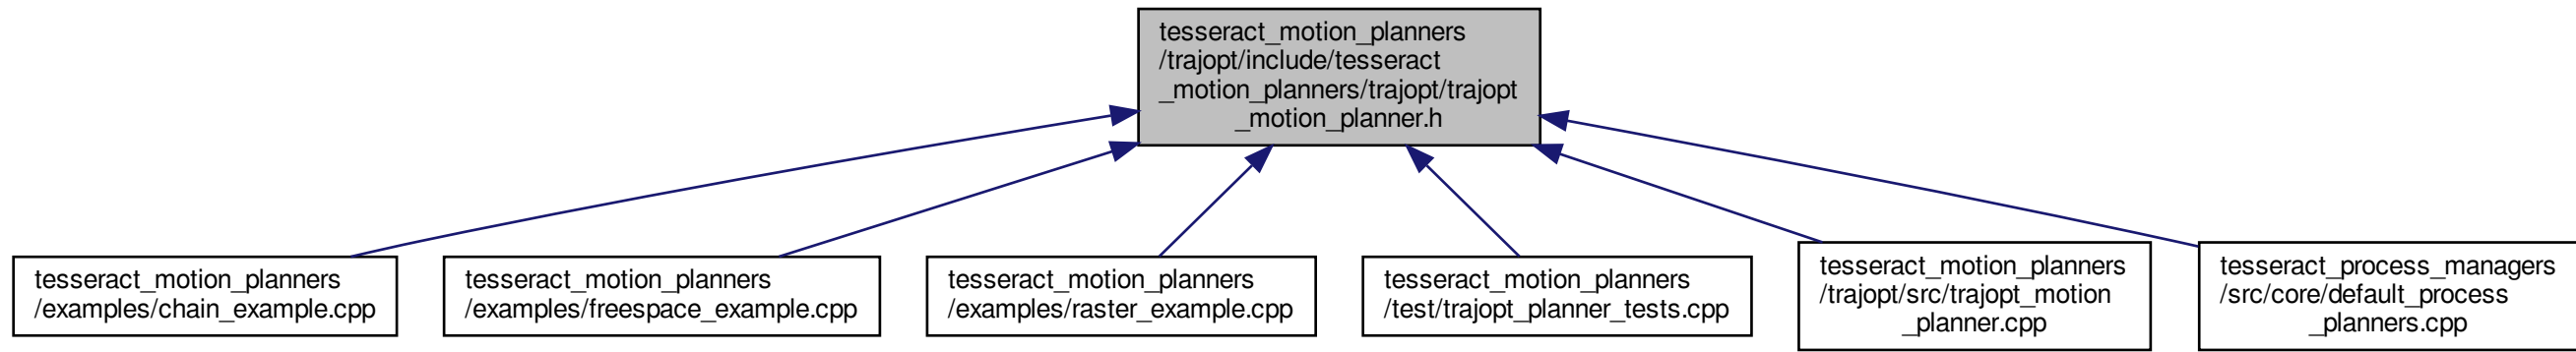 tesseract_motion_planners
/trajopt/include/tesseract
_motion_planners/trajopt/trajopt
_motion_planner.h
tesseract_motion_planners
/examples/chain_example.cpp
tesseract_motion_planners
/examples/freespace_example.cpp
tesseract_motion_planners
/examples/raster_example.cpp
tesseract_motion_planners
/test/trajopt_planner_tests.cpp
tesseract_motion_planners
/trajopt/src/trajopt_motion
_planner.cpp
tesseract_process_managers
/src/core/default_process
_planners.cpp